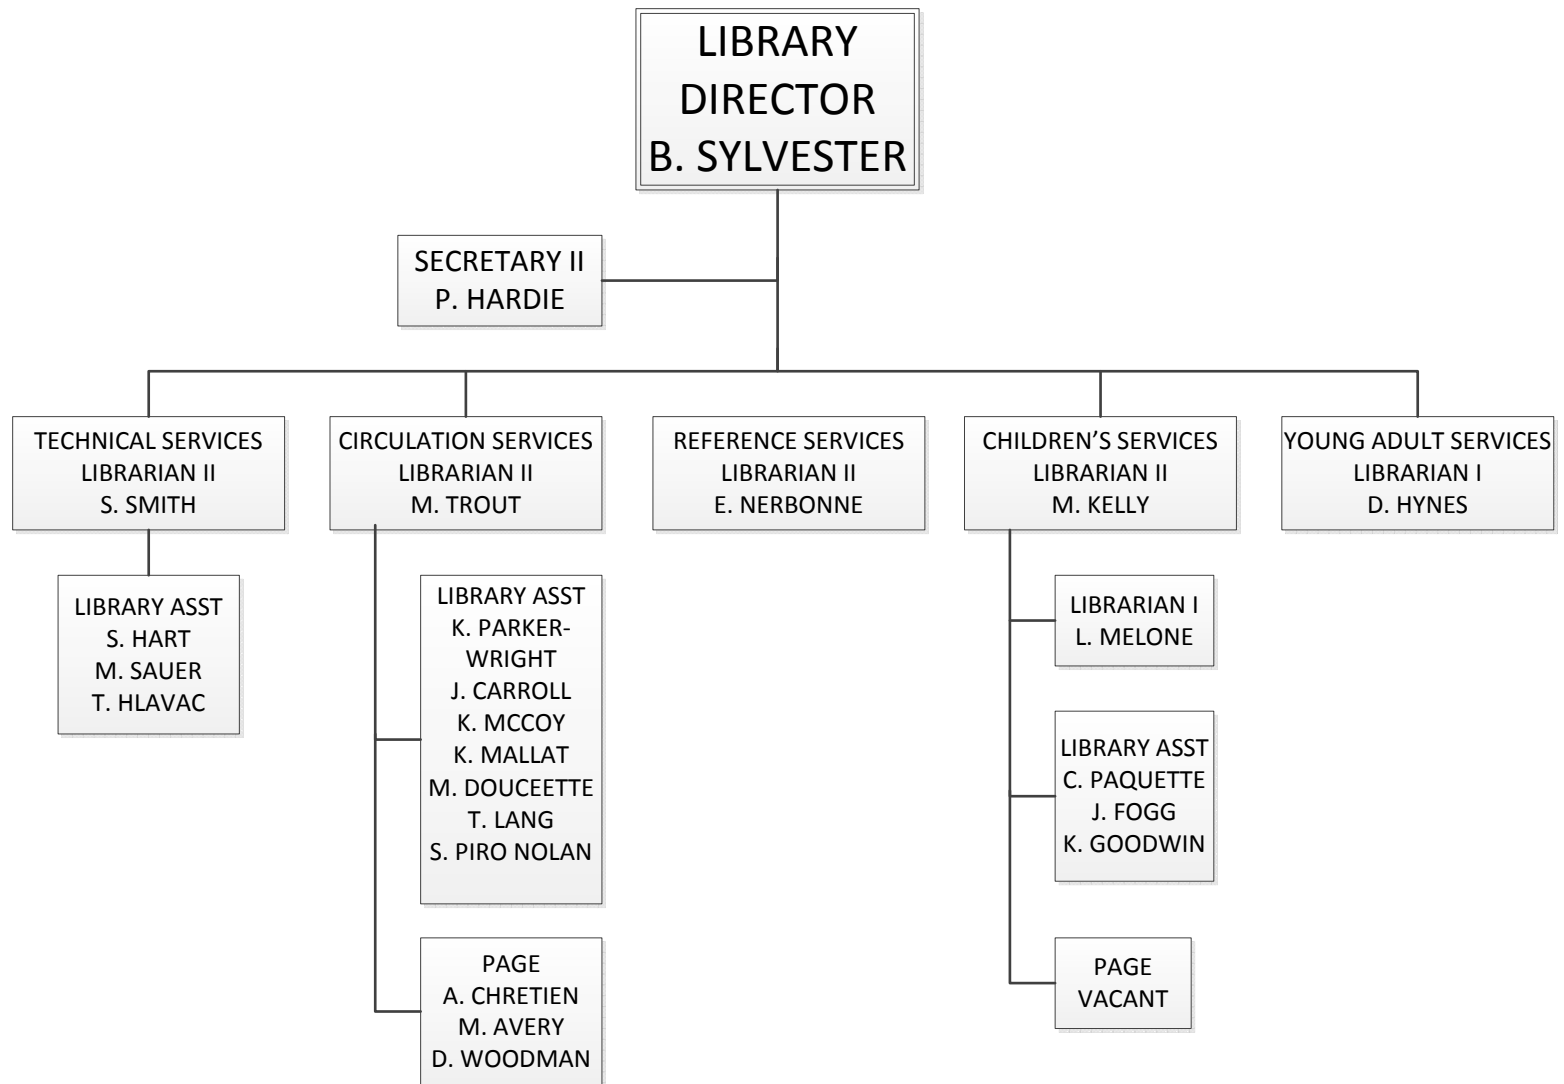 LIBRARY
DIRECTOR
B. SYLVESTER
SECRETARY II
P. HARDIE
TECHNICAL SERVICES
LIBRARIAN II
S. SMITH
CIRCULATION SERVICES
LIBRARIAN II
M. TROUT
REFERENCE SERVICES
LIBRARIAN II
E. NERBONNE
CHILDREN’S SERVICES
LIBRARIAN II
M. KELLY
YOUNG ADULT SERVICES
LIBRARIAN I
D. HYNES
LIBRARY ASST
S. HART
M. SAUER
T. HLAVAC
LIBRARY ASST
K. PARKER-
WRIGHT
J. CARROLL
K. MCCOY
K. MALLAT
M. DOUCEETTE
T. LANG
S. PIRO NOLAN
PAGE
A. CHRETIEN
M. AVERY
D. WOODMAN
LIBRARIAN I
L. MELONE
LIBRARY ASST
C. PAQUETTE
J. FOGG
K. GOODWIN
PAGE
VACANT